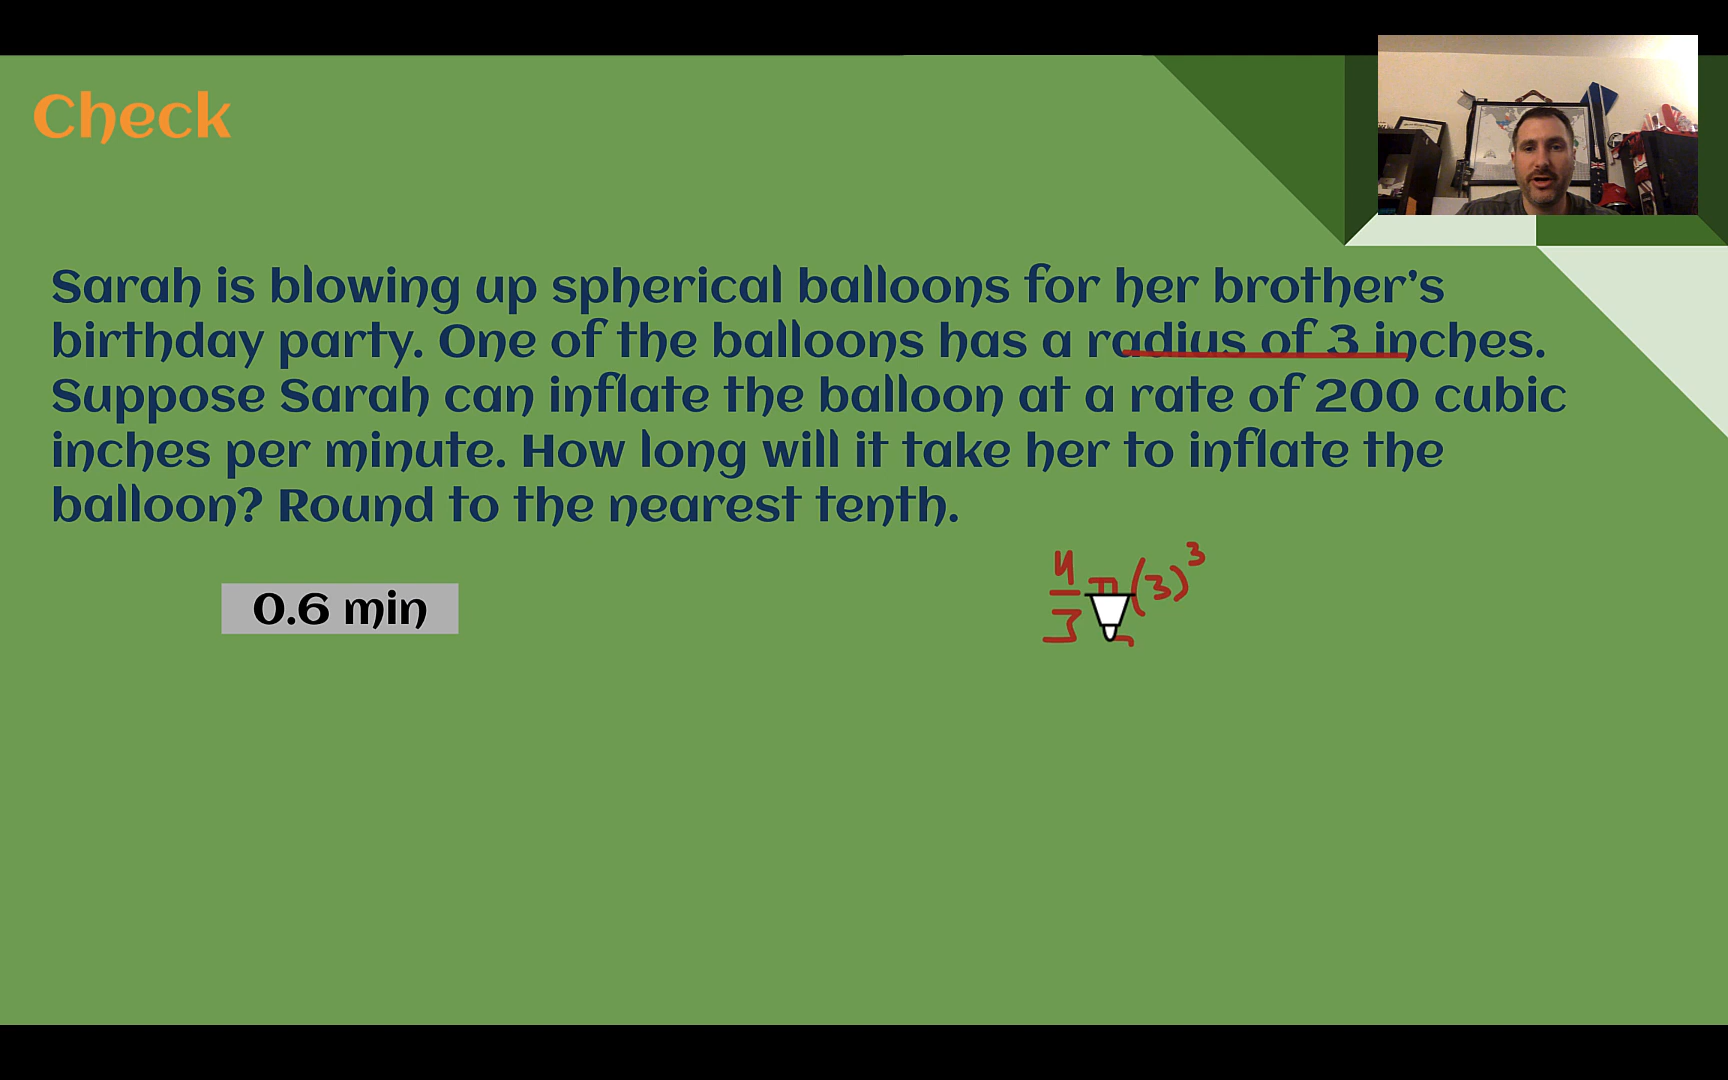 Check
Sarah is blowing up spherical balloons for her brother's
birthday party. One of the balloons has a radius of 3 inches.
Suppose Sarah can inflate the balloon at a rate of 200 cubic
inches per minute. How long will it take her to inflate the
balloon? Round to the nearest tenth.
0.6 min
4/3 π (3)³